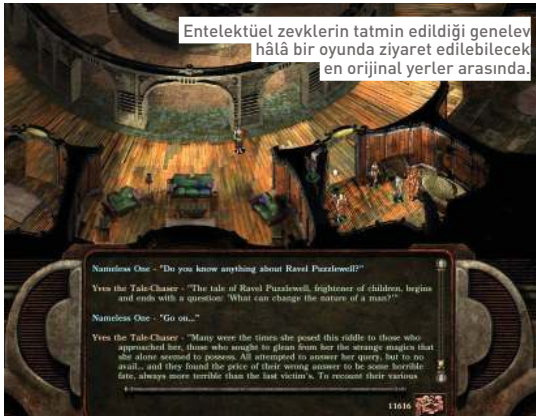 Entelektüel zevklerin tatmin edildiği genelev
hâlâ bir oyunda ziyaret edilebilecek
en orijinal yerler arasında.
Nameless One - "Do you know anything about Ravel Puzzlewell?"
Yves the Tale-Chaser - "The tale of Ravel Puzzlewell, frightener of children, begins
and ends with a question: 'What can change the nature of a man?'"
Nameless One - "Go on..."
Yves the Tale-Chaser - "Many were the times she posed this riddle to those who
approached her, those who sought to glean from her the strange magics that
she alone seemed to possess. All attempted to answer her query, but to no
avail... and they found the price of their wrong answer to be some horrible
fate, always more terrible than the last victim's. To recount their various
11616